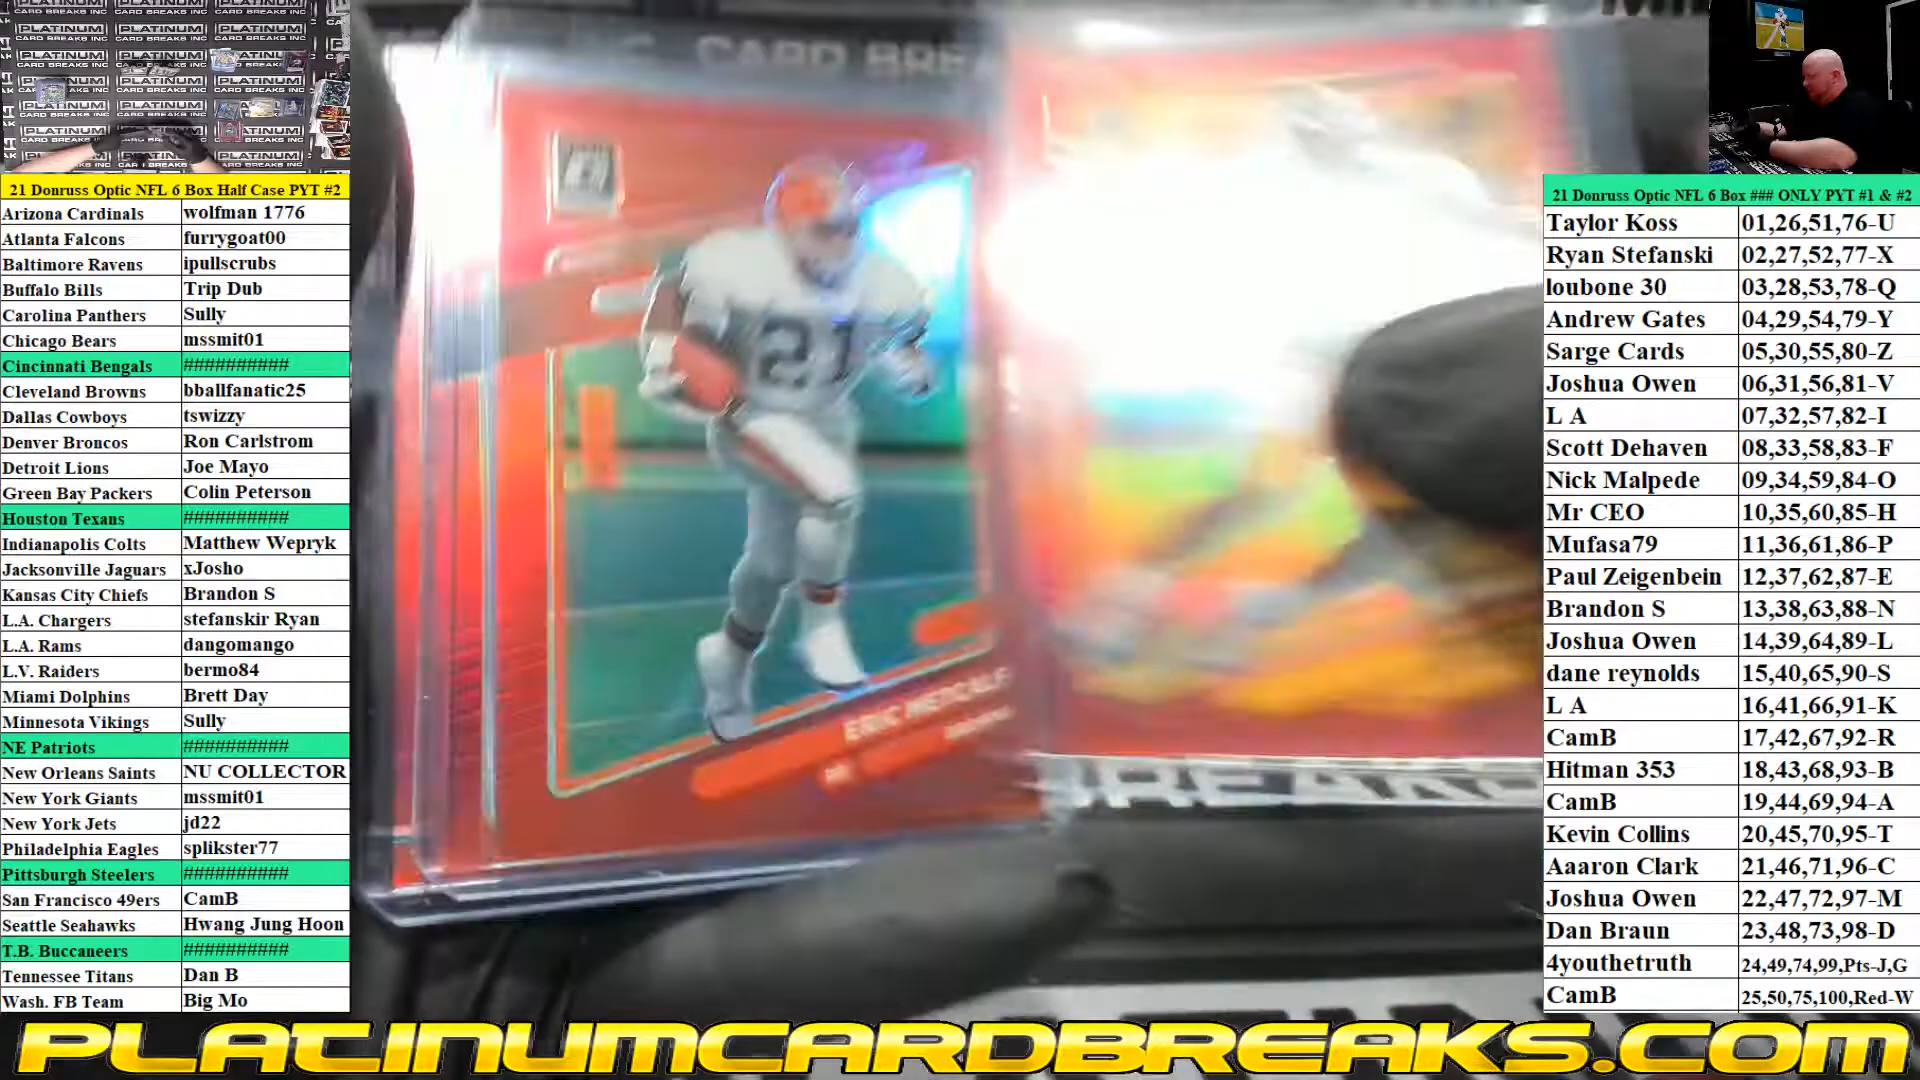 21 Donruss Optic NFL 6 Box Half Case PYT #2
Arizona Cardinals wolfman 1776
Atlanta Falcons furrygoat00
Baltimore Ravens ipullscrubs
Buffalo Bills Trip Dub
Carolina Panthers Sully
Chicago Bears mssmit01
Cincinnati Bengals ##########
Cleveland Browns bballfanatic25
Dallas Cowboys tswizzy
Denver Broncos Ron Carlstrom
Detroit Lions Joe Mayo
Green Bay Packers Colin Peterson
Houston Texans ##########
Indianapolis Colts Matthew Wepryk
Jacksonville Jaguars xJosho
Kansas City Chiefs Brandon S
L.A. Chargers stefanskir Ryan
L.A. Rams dangomango
L.V. Raiders bermo84
Miami Dolphins Brett Day
Minnesota Vikings Sully
NE Patriots ##########
New Orleans Saints NU COLLECTOR
New York Giants mssmit01
New York Jets jd22
Philadelphia Eagles splikster77
Pittsburgh Steelers ##########
San Francisco 49ers CamB
Seattle Seahawks Hwang Jung Hoon
T.B. Buccaneers ##########
Tennessee Titans Dan B
Wash. FB Team Big Mo
CARD BRE
21
ERIC METCALF
21 Donruss Optic NFL 6 Box ### ONLY PYT #1 & #2
Taylor Koss 01,26,51,76-U
Ryan Stefanski 02,27,52,77-X
loubone 30 03,28,53,78-Q
Andrew Gates 04,29,54,79-Y
Sarge Cards 05,30,55,80-Z
Joshua Owen 06,31,56,81-V
L A 07,32,57,82-I
Scott Dehaven 08,33,58,83-F
Nick Malpede 09,34,59,84-O
Mr CEO 10,35,60,85-H
Mufasa79 11,36,61,86-P
Paul Zeigenbein 12,37,62,87-E
Brandon S 13,38,63,88-N
Joshua Owen 14,39,64,89-L
dane reynolds 15,40,65,90-S
L A 16,41,66,91-K
CamB 17,42,67,92-R
Hitman 353 18,43,68,93-B
CamB 19,44,69,94-A
Kevin Collins 20,45,70,95-T
Aaaron Clark 21,46,71,96-C
Joshua Owen 22,47,72,97-M
Dan Braun 23,48,73,98-D
4youthetruth 24,49,74,99,Pts-J,G
CamB 25,50,75,100,Red-W
PLATINUMCARDBREAKS.COM